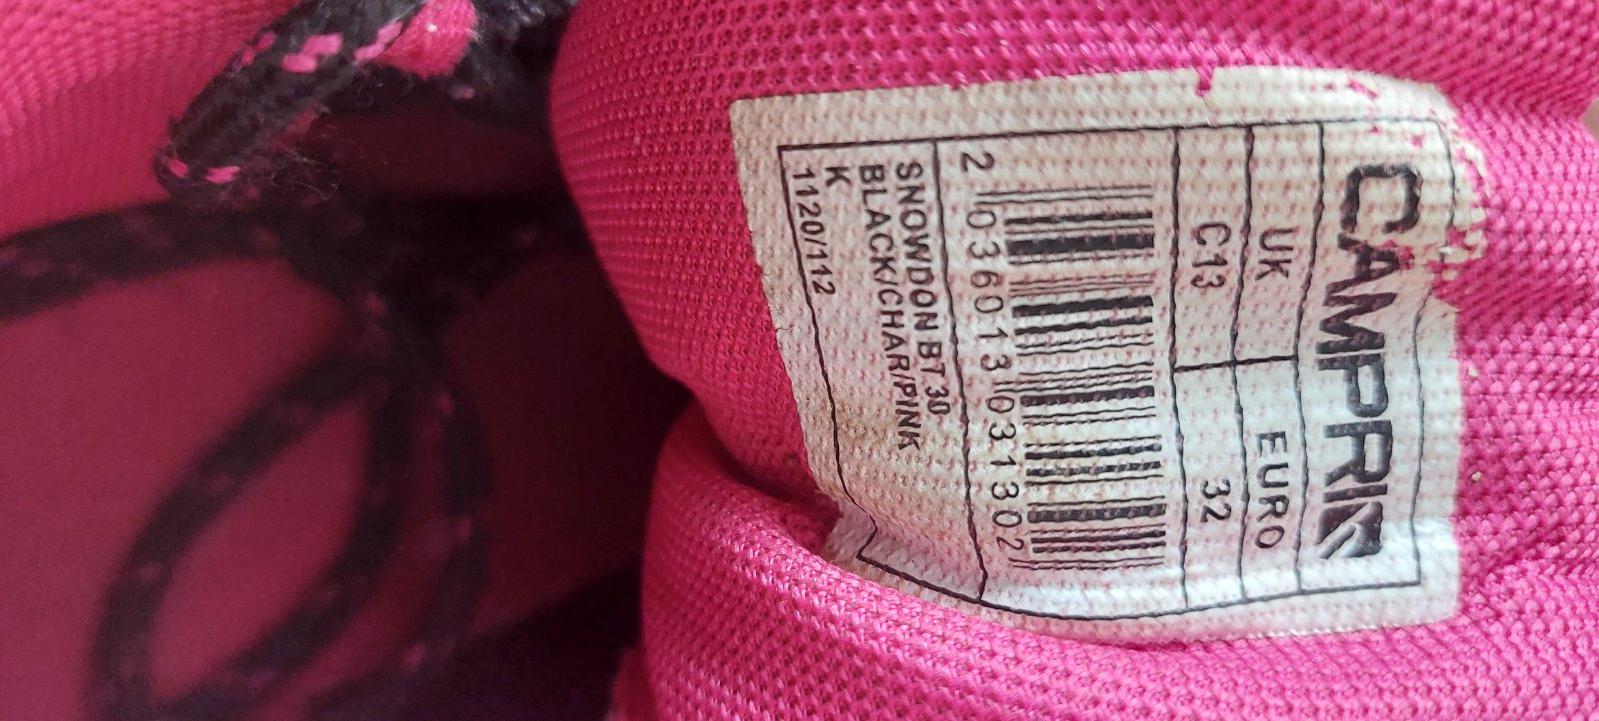 CAMPRI
UK EURO
C13 32
2 036013 031302
SNOWDON BT 30
BLACK/CHAR/PINK
K
1120/112